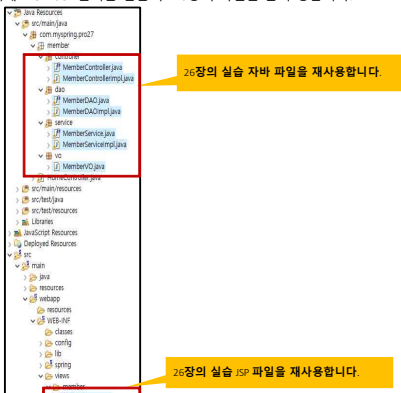 Java Resources
src/main/java
com.myspring.pro27
member
controller
MemberController.java
MemberControllerImpl.java
dao
MemberDAO.java
MemberDAOImpl.java
service
MemberService.java
MemberServiceImpl.java
vo
MemberVO.java
HomeController.java
src/main/resources
src/test/java
src/test/resources
Libraries
JavaScript Resources
Deployed Resources
src
main
java
resources
webapp
resources
WEB-INF
classes
config
lib
spring
views
member
26장의 실습 자바 파일을 재사용합니다.
26장의 실습 JSP 파일을 재사용합니다.